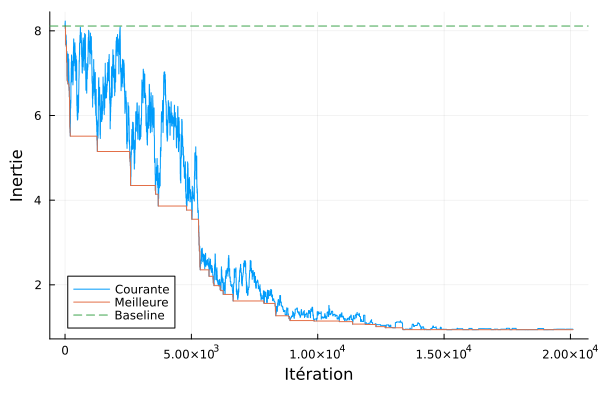 8
6
4
2
Inertie
Courante
Meilleure
Baseline
0
5.00×10³
1.00×10⁴
1.50×10⁴
2.00×10⁴
Itération